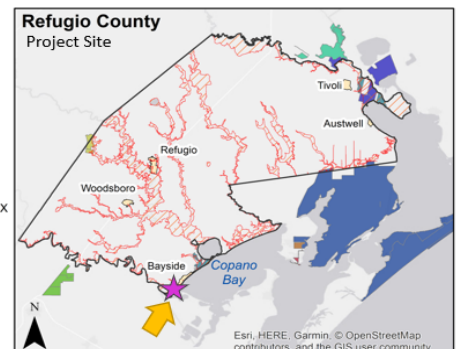 Refugio County
Project Site
Tivoli
Austwell
Refugio
Woodsboro
x
Bayside
Copano
Bay
N
Esri, HERE, Garmin, © OpenStreetMap
contributors, and the GIS user community